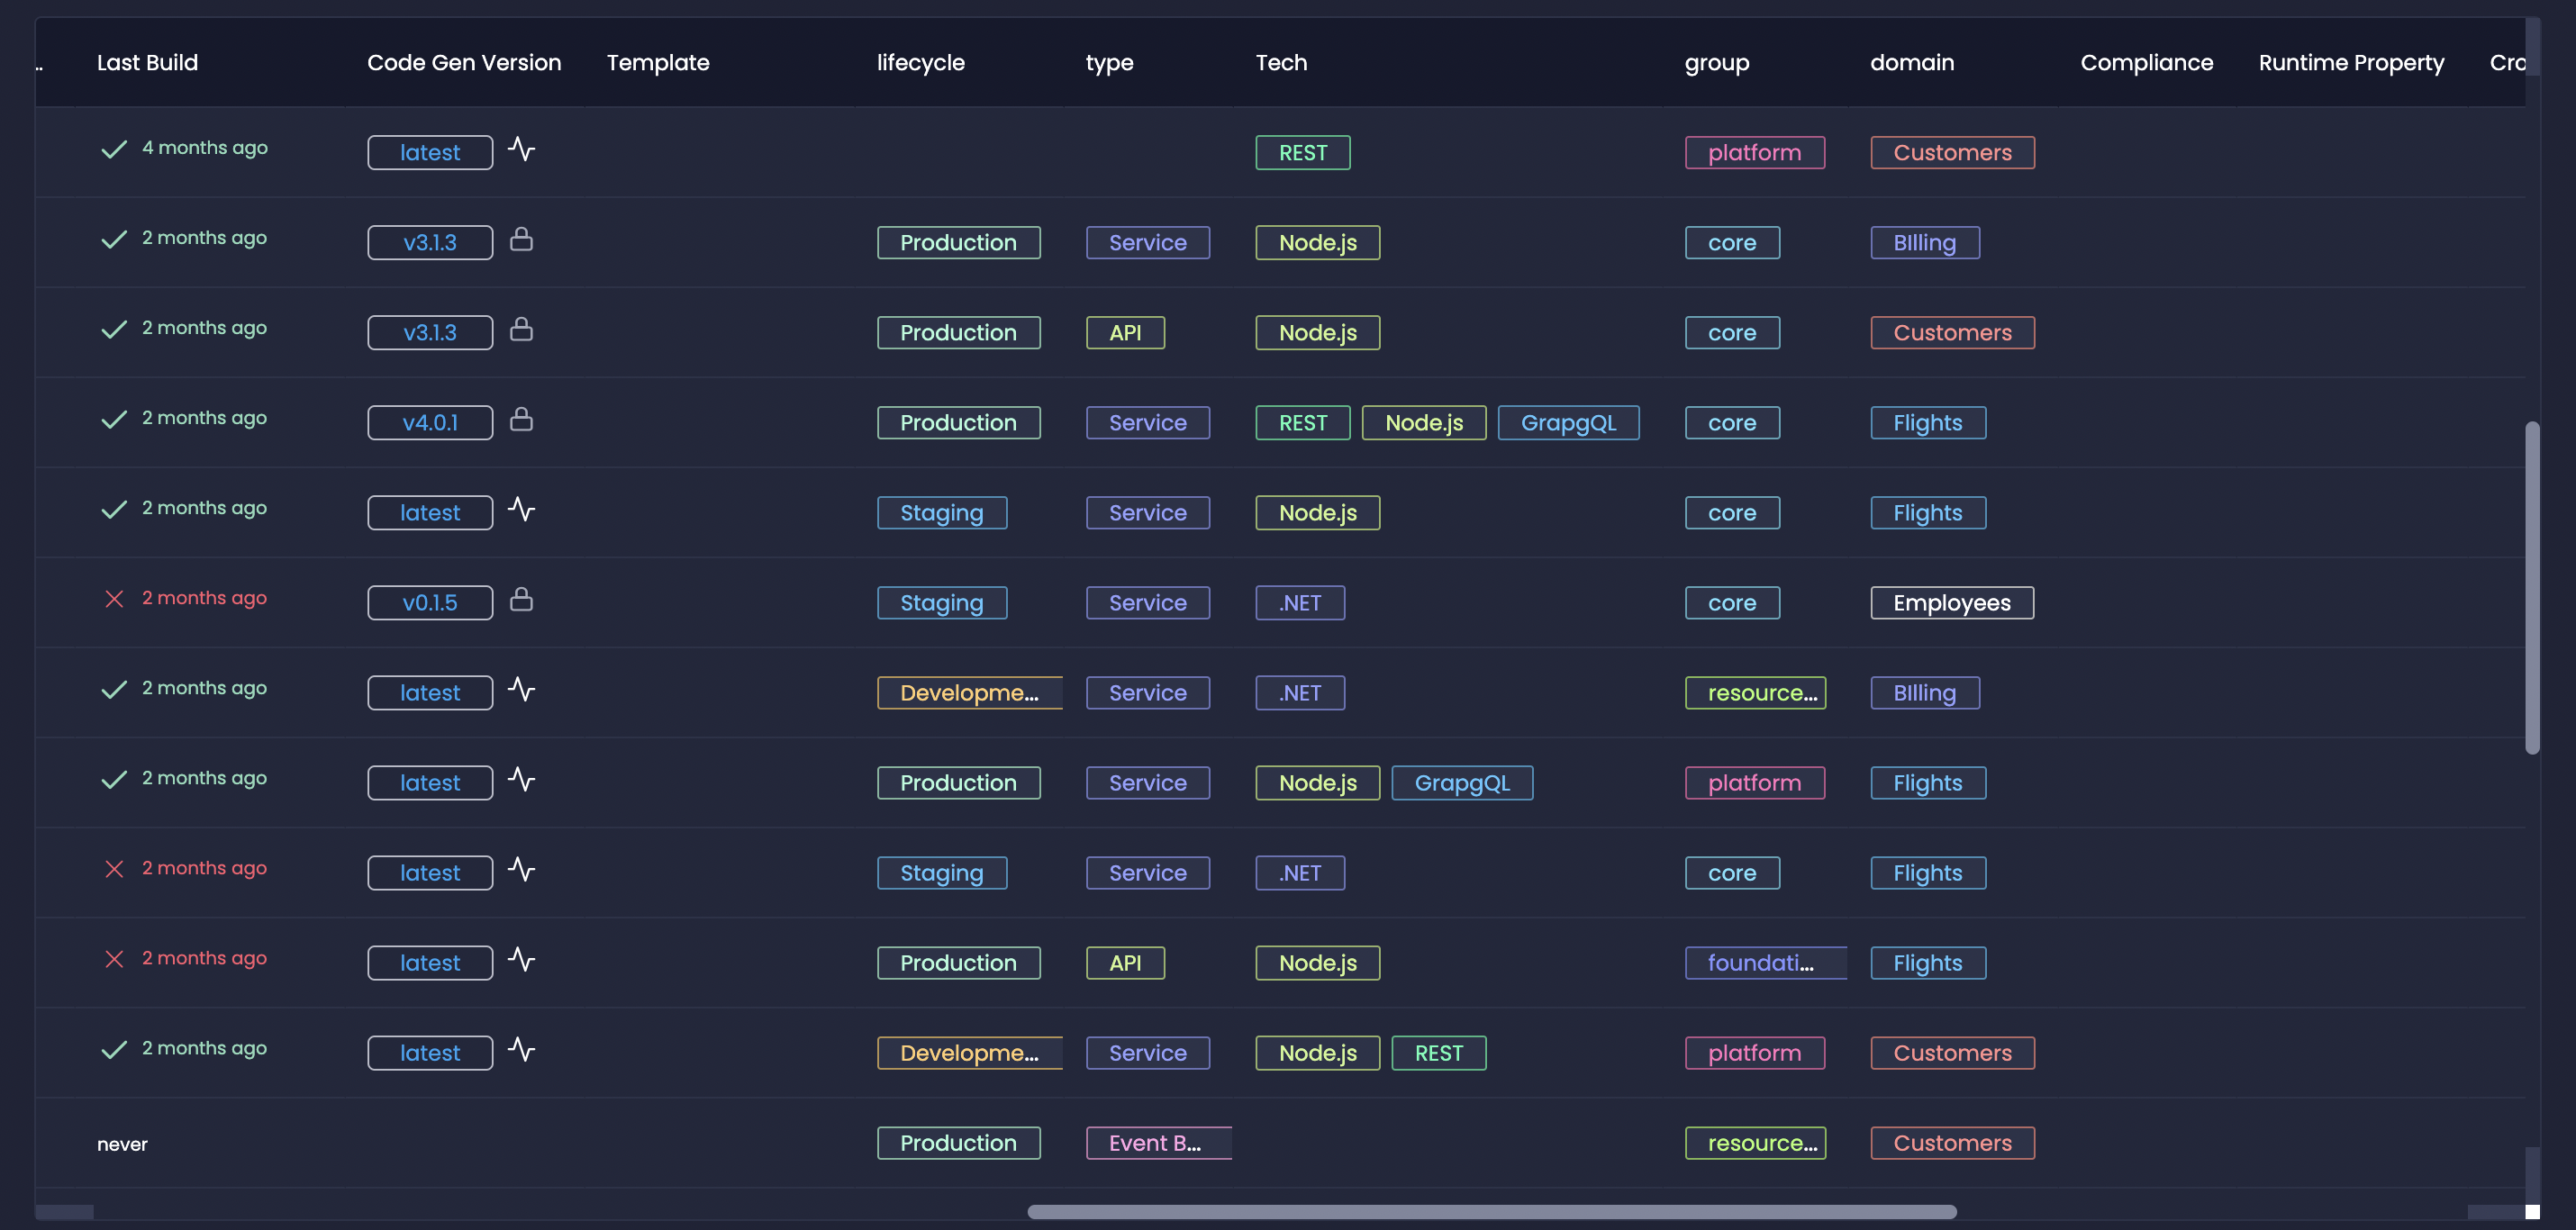 .. Last Build Code Gen Version Template lifecycle type Tech group domain Compliance Runtime Property Cro
4 months ago latest REST platform Customers
2 months ago v3.1.3 Production Service Node.js core BIlling
2 months ago v3.1.3 Production API Node.js core Customers
2 months ago v4.0.1 Production Service REST Node.js GrapgQL core Flights
2 months ago latest Staging Service Node.js core Flights
2 months ago v0.1.5 Staging Service .NET core Employees
2 months ago latest Developme... Service .NET resource... BIlling
2 months ago latest Production Service Node.js GrapgQL platform Flights
2 months ago latest Staging Service .NET core Flights
2 months ago latest Production API Node.js foundati... Flights
2 months ago latest Developme... Service Node.js REST platform Customers
never Production Event B... resource... Customers